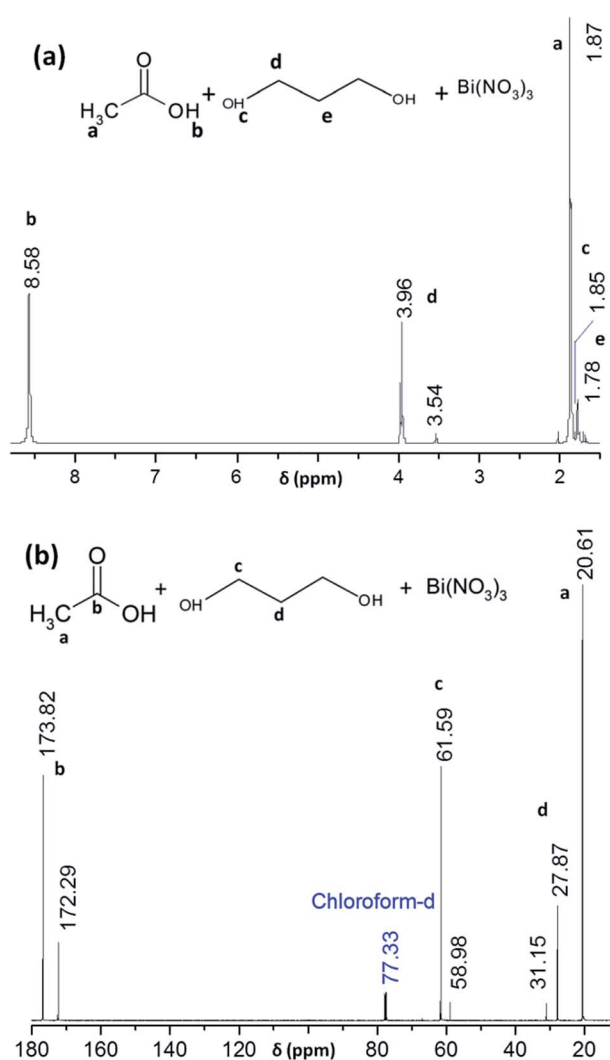 (a)
O
H₃C
OH
a
b
+
d
OH
c
e
OH
+ Bi(NO₃)₃
b
8.58
3.96
d
3.54
a
1.87
c
1.85
e
1.78
8
7
6
5
4
3
2
δ (ppm)
(b)
O
H₃C
b
OH
a
+
c
OH
d
OH
+ Bi(NO₃)₃
173.82
b
172.29
Chloroform-d
77.33
c
61.59
58.98
31.15
d
27.87
a
20.61
180
160
140
120
100
80
60
40
20
δ (ppm)